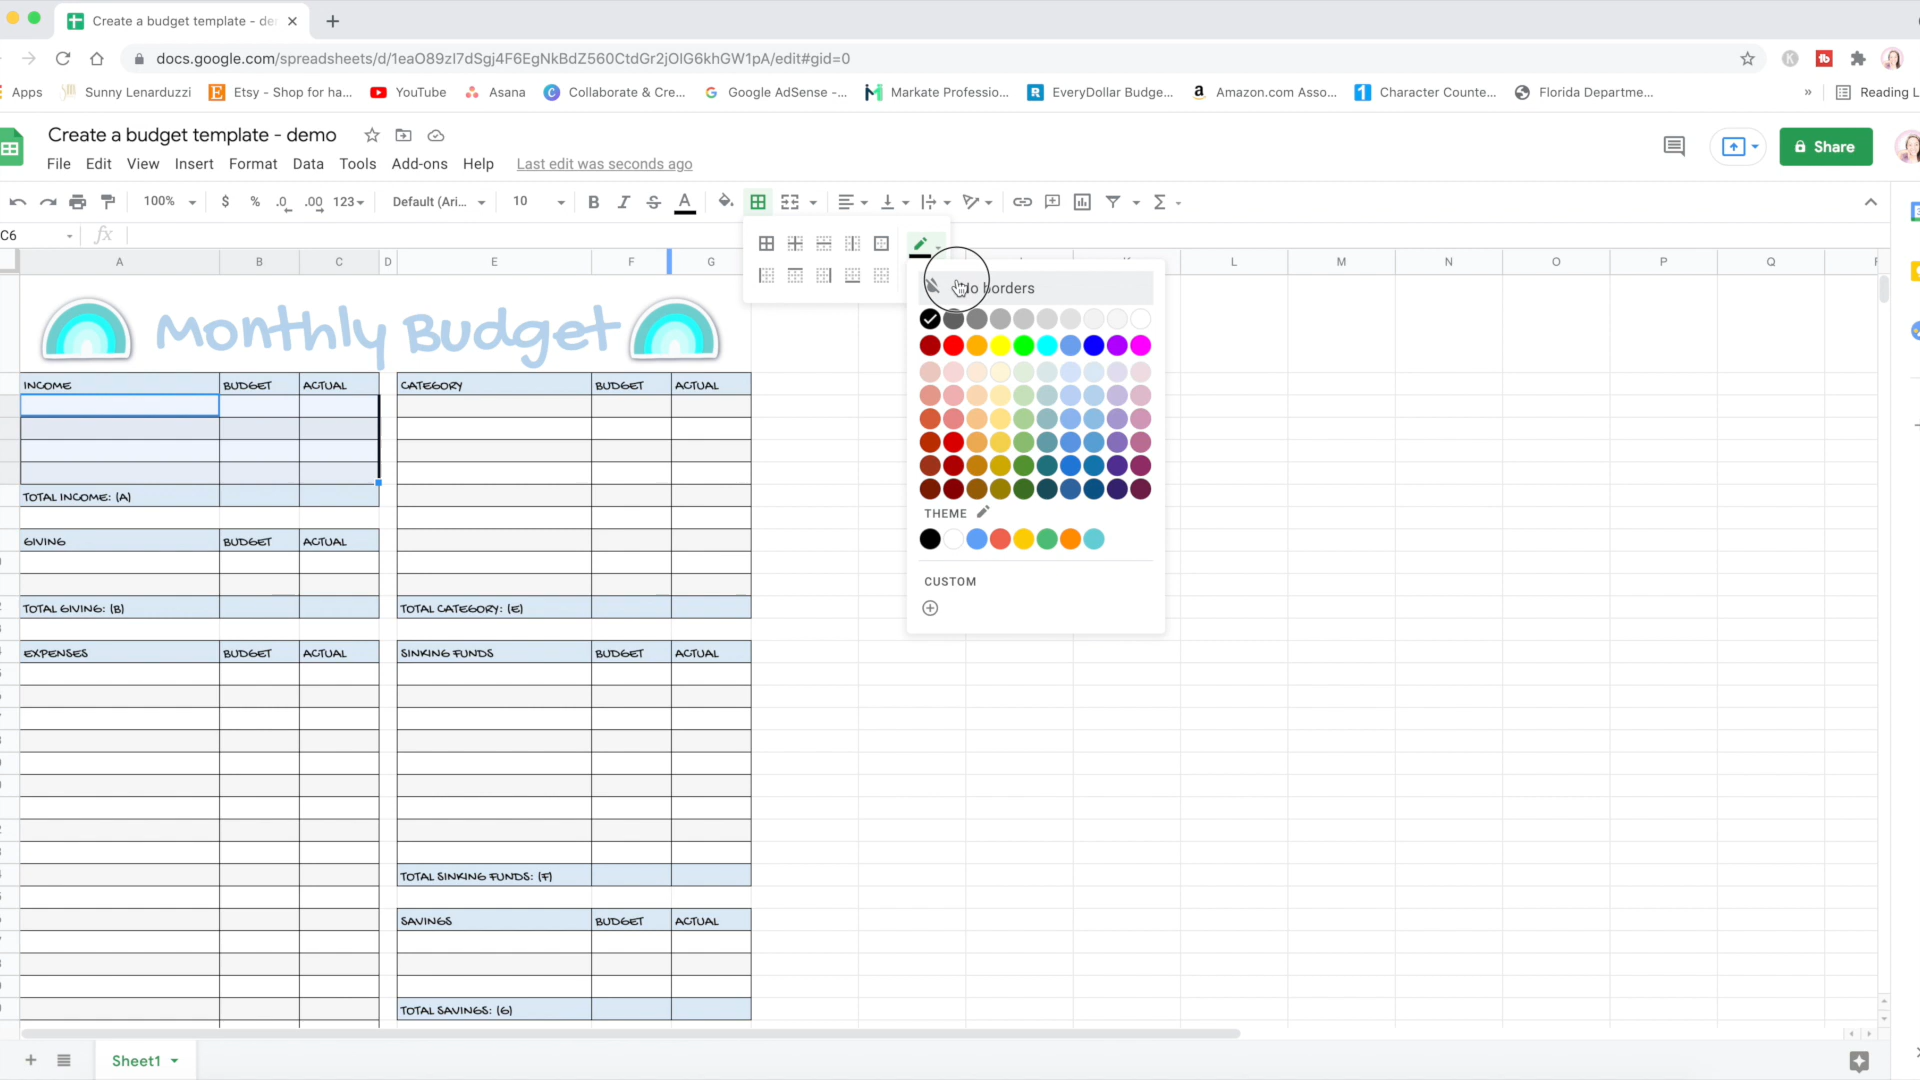 Create a budget template - de
docs.google.com/spreadsheets/d/1eaO89zI7dSgj4F6EgNkBdZ560CtdGr2jOIG6khGW1pA/edit#gid=0
Apps Sunny Lenarduzzi Etsy - Shop for ha... YouTube Asana Collaborate & Cre... Google AdSense -... Markate Professio... EveryDollar Budge... Amazon.com Asso... Character Counte... Florida Departme... » Reading L
Create a budget template - demo
File Edit View Insert Format Data Tools Add-ons Help Last edit was seconds ago
Share
100% $ % .0 .00 123 Default (Ari... 10 B I S A Σ
C6 fx
A B C D E F G L M N O P Q
borders
Monthly Budget
INCOME BUDGET ACTUAL CATEGORY BUDGET ACTUAL
TOTAL INCOME: (A)
THEME
GIVING BUDGET ACTUAL
CUSTOM
TOTAL GIVING: (B) TOTAL CATEGORY: (E)
EXPENSES BUDGET ACTUAL SINKING FUNDS BUDGET ACTUAL
TOTAL SINKING FUNDS: (F)
SAVINGS BUDGET ACTUAL
TOTAL SAVINGS: (G)
Sheet1